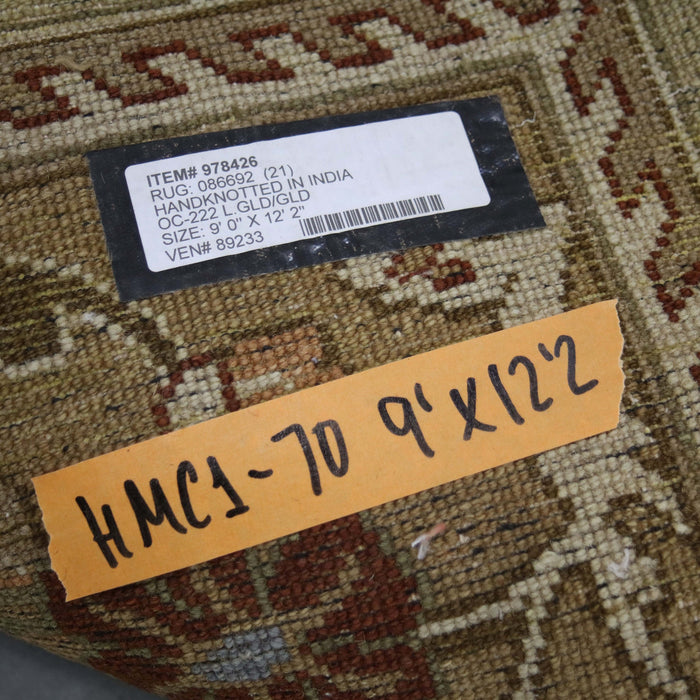 ITEM# 978426
RUG: 086692 (21)
HANDKNOTTED IN INDIA
OC-222 L.GLD/GLD
SIZE: 9' 0" X 12' 2"
VEN# 89233
HMC1-70 9' X12'2